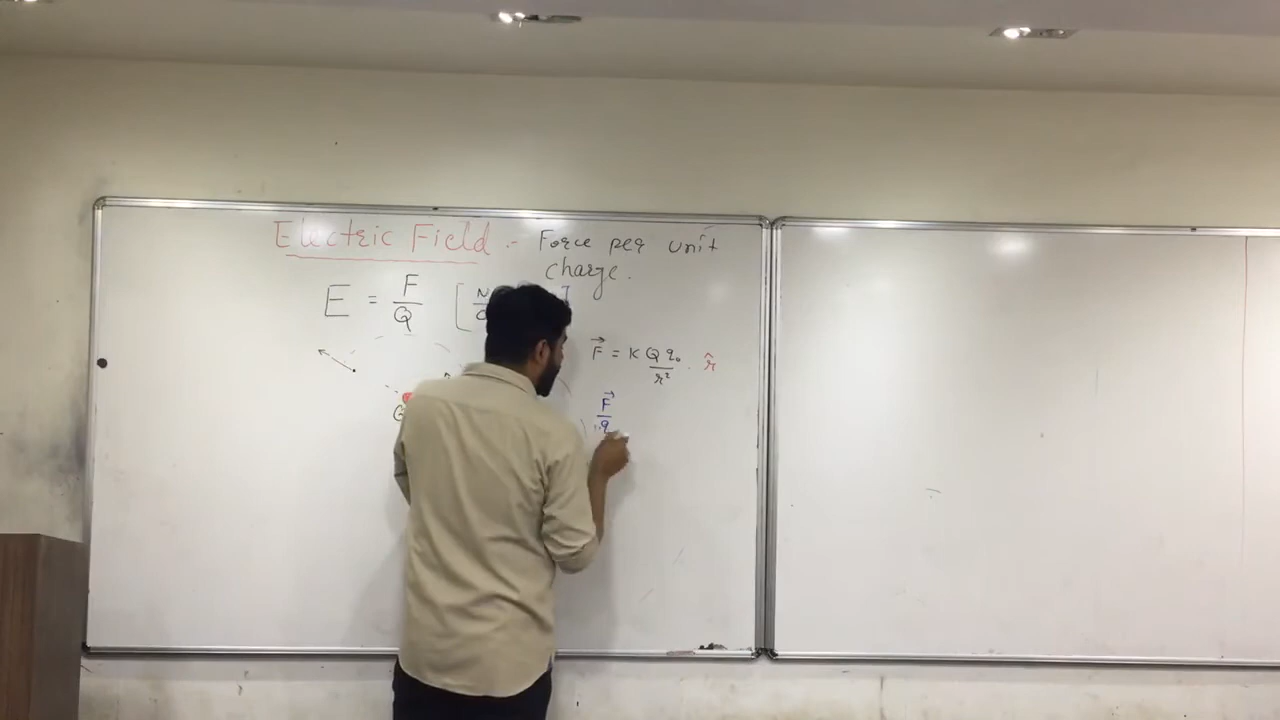 Electric Field :- Force per unit
charge.
E = F/Q [N
F⃗ = K Q q₀/r² . r̂
F⃗/q